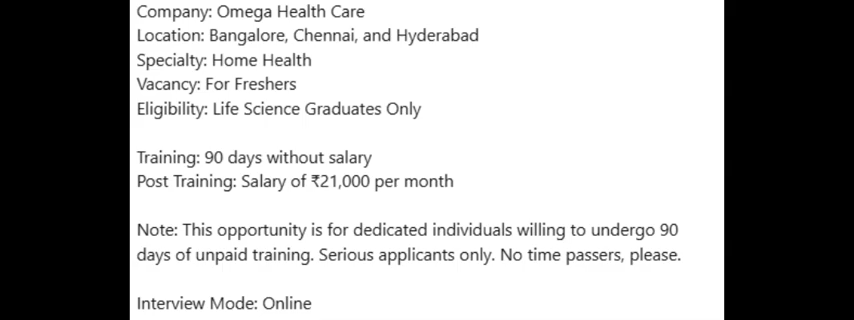 Company: Omega Health Care
Location: Bangalore, Chennai, and Hyderabad
Specialty: Home Health
Vacancy: For Freshers
Eligibility: Life Science Graduates Only
Training: 90 days without salary
Post Training: Salary of ₹21,000 per month
Note: This opportunity is for dedicated individuals willing to undergo 90
days of unpaid training. Serious applicants only. No time passers, please.
Interview Mode: Online